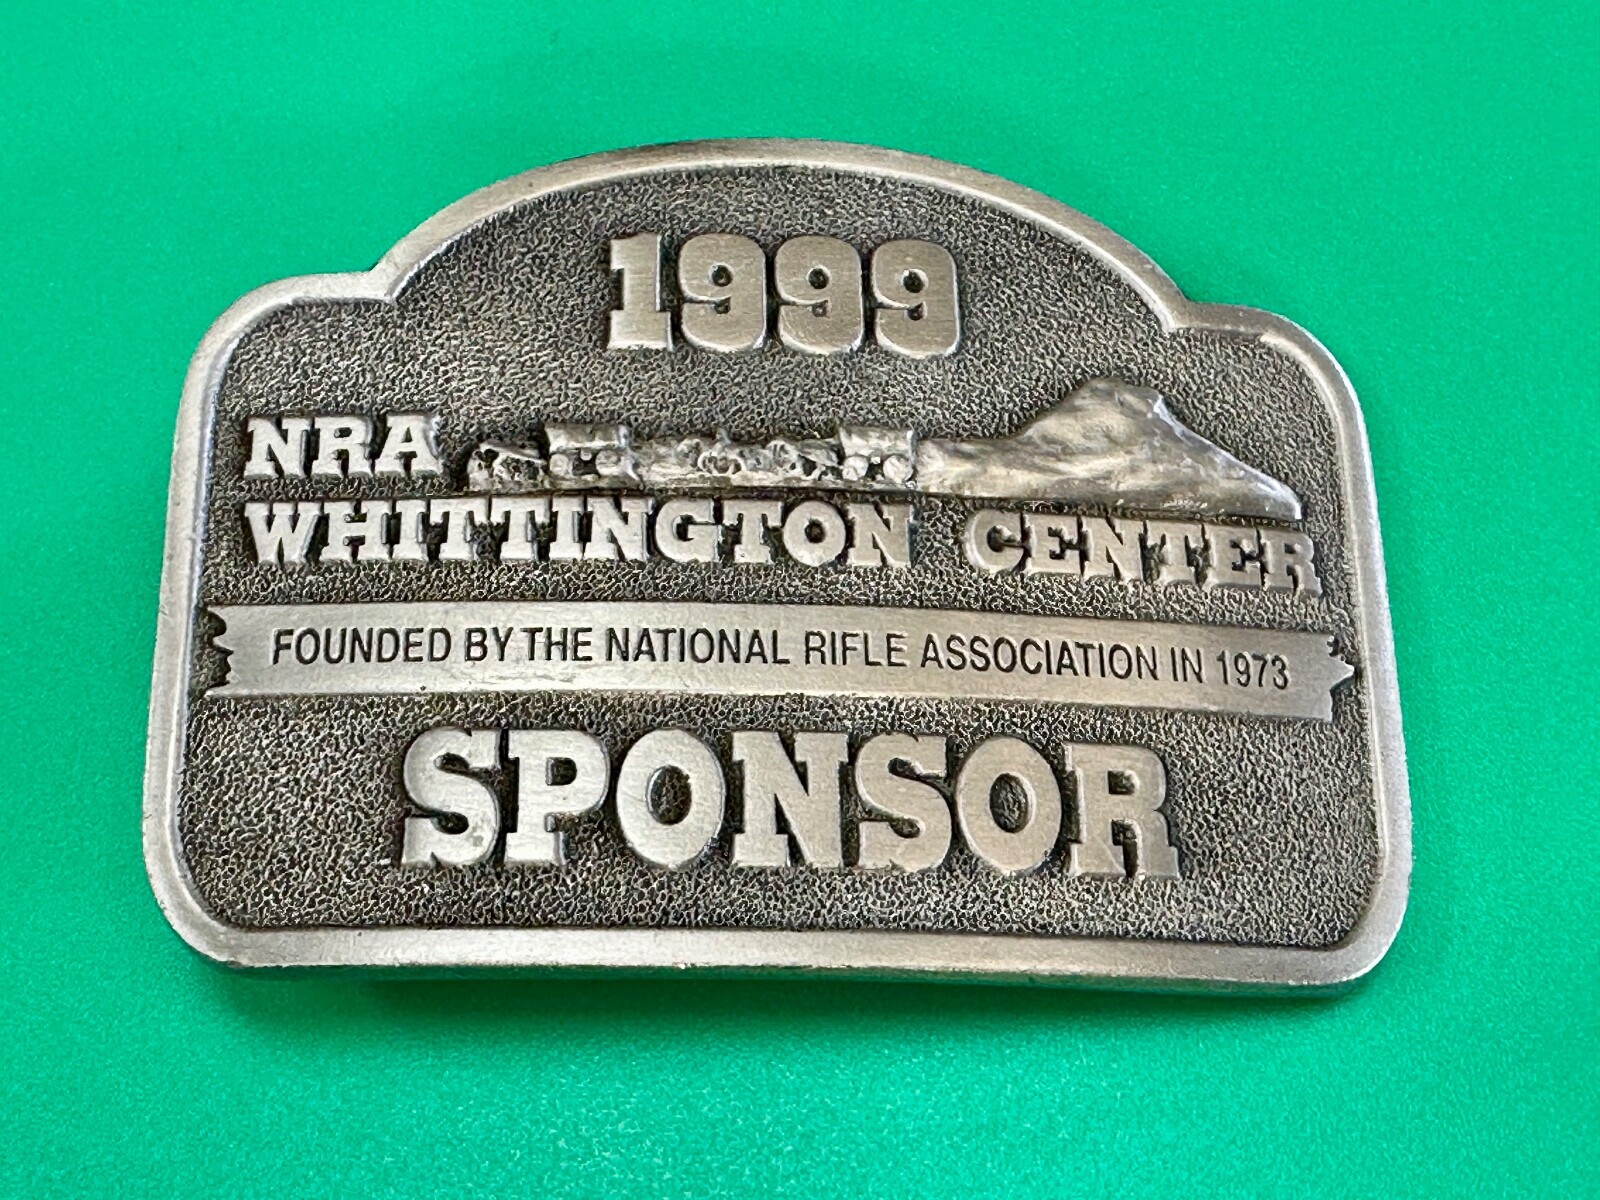 1999
NRA
WHITTINGTON CENTER
FOUNDED BY THE NATIONAL RIFLE ASSOCIATION IN 1973
SPONSOR